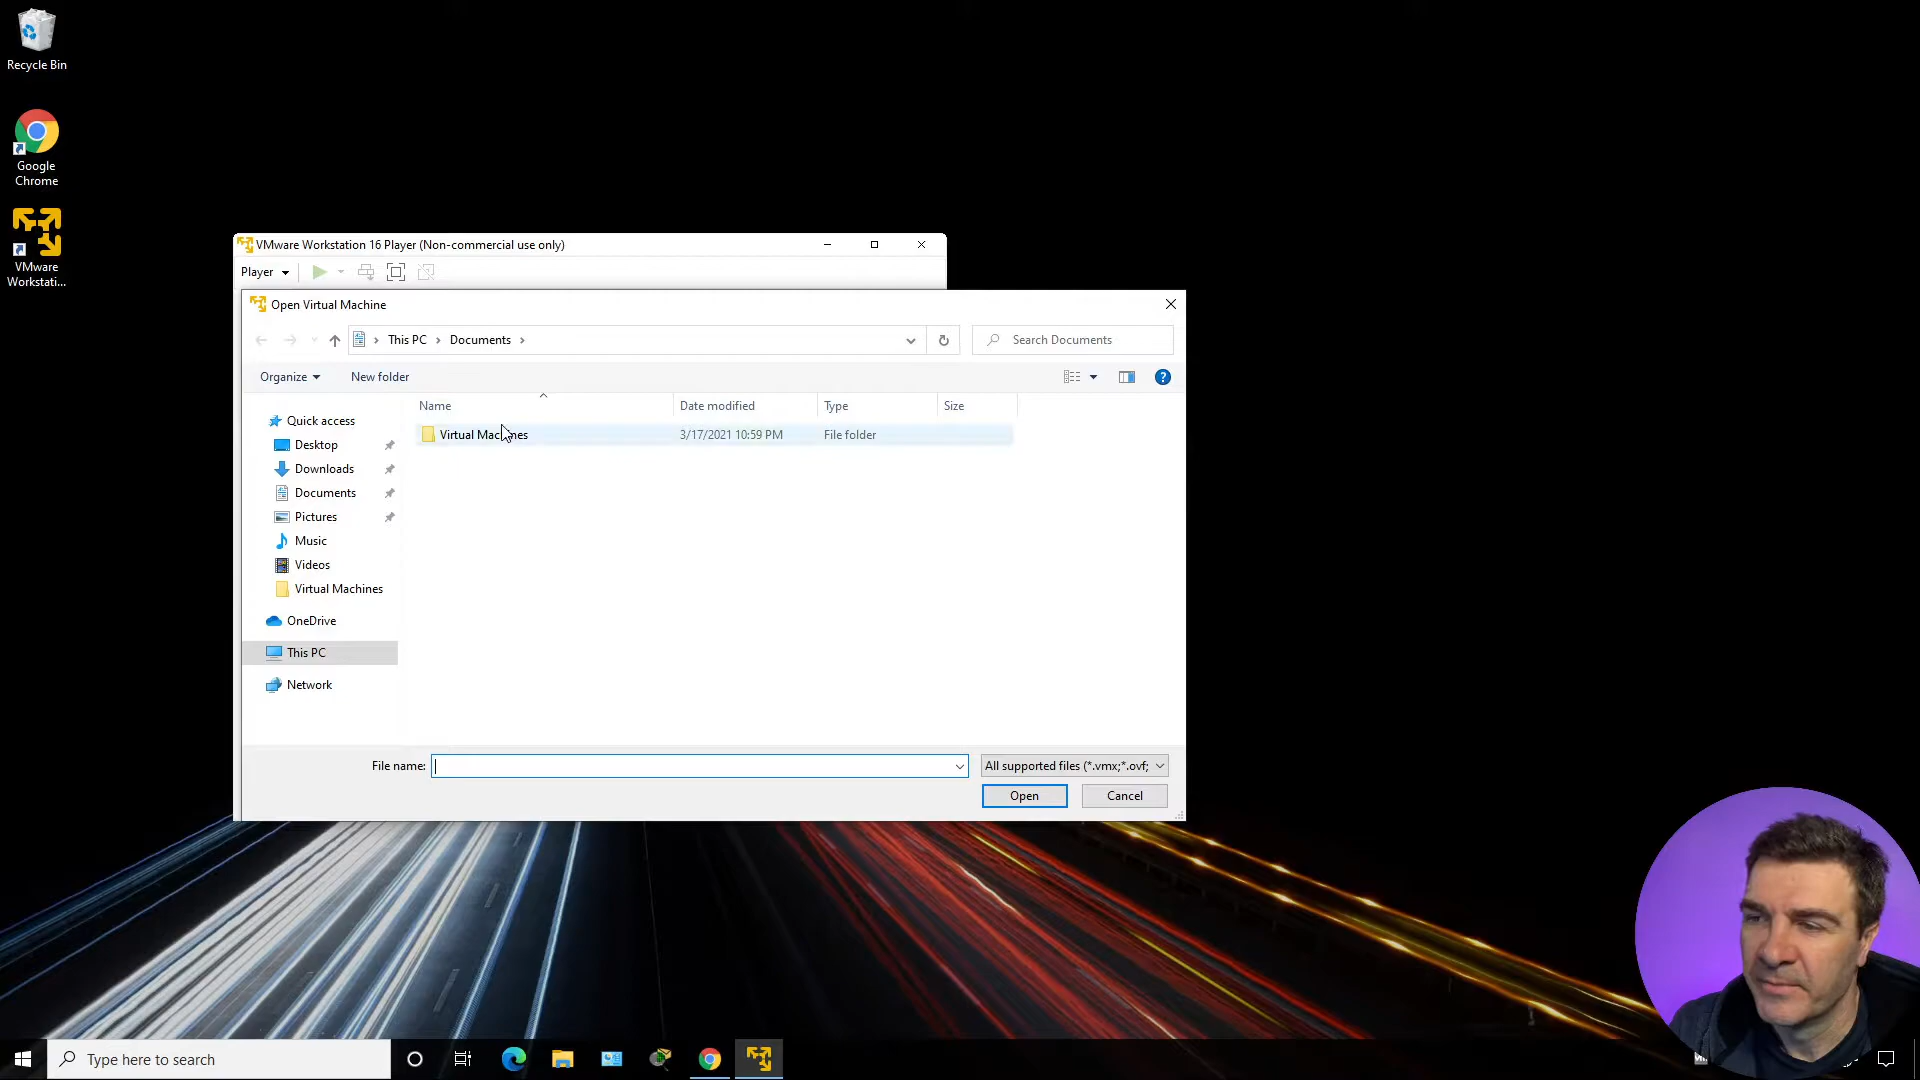 Recycle Bin
Google
Chrome
VMware
Workstati...
VMware Workstation 16 Player (Non-commercial use only)
Player
Open Virtual Machine
This PC > Documents >
Search Documents
Organize
New folder
Name
Date modified
Type
Size
Virtual Machines
3/17/2021 10:59 PM
File folder
Quick access
Desktop
Downloads
Documents
Pictures
Music
Videos
Virtual Machines
OneDrive
This PC
Network
File name:
All supported files (*.vmx;*.ovf;
Open
Cancel
Type here to search